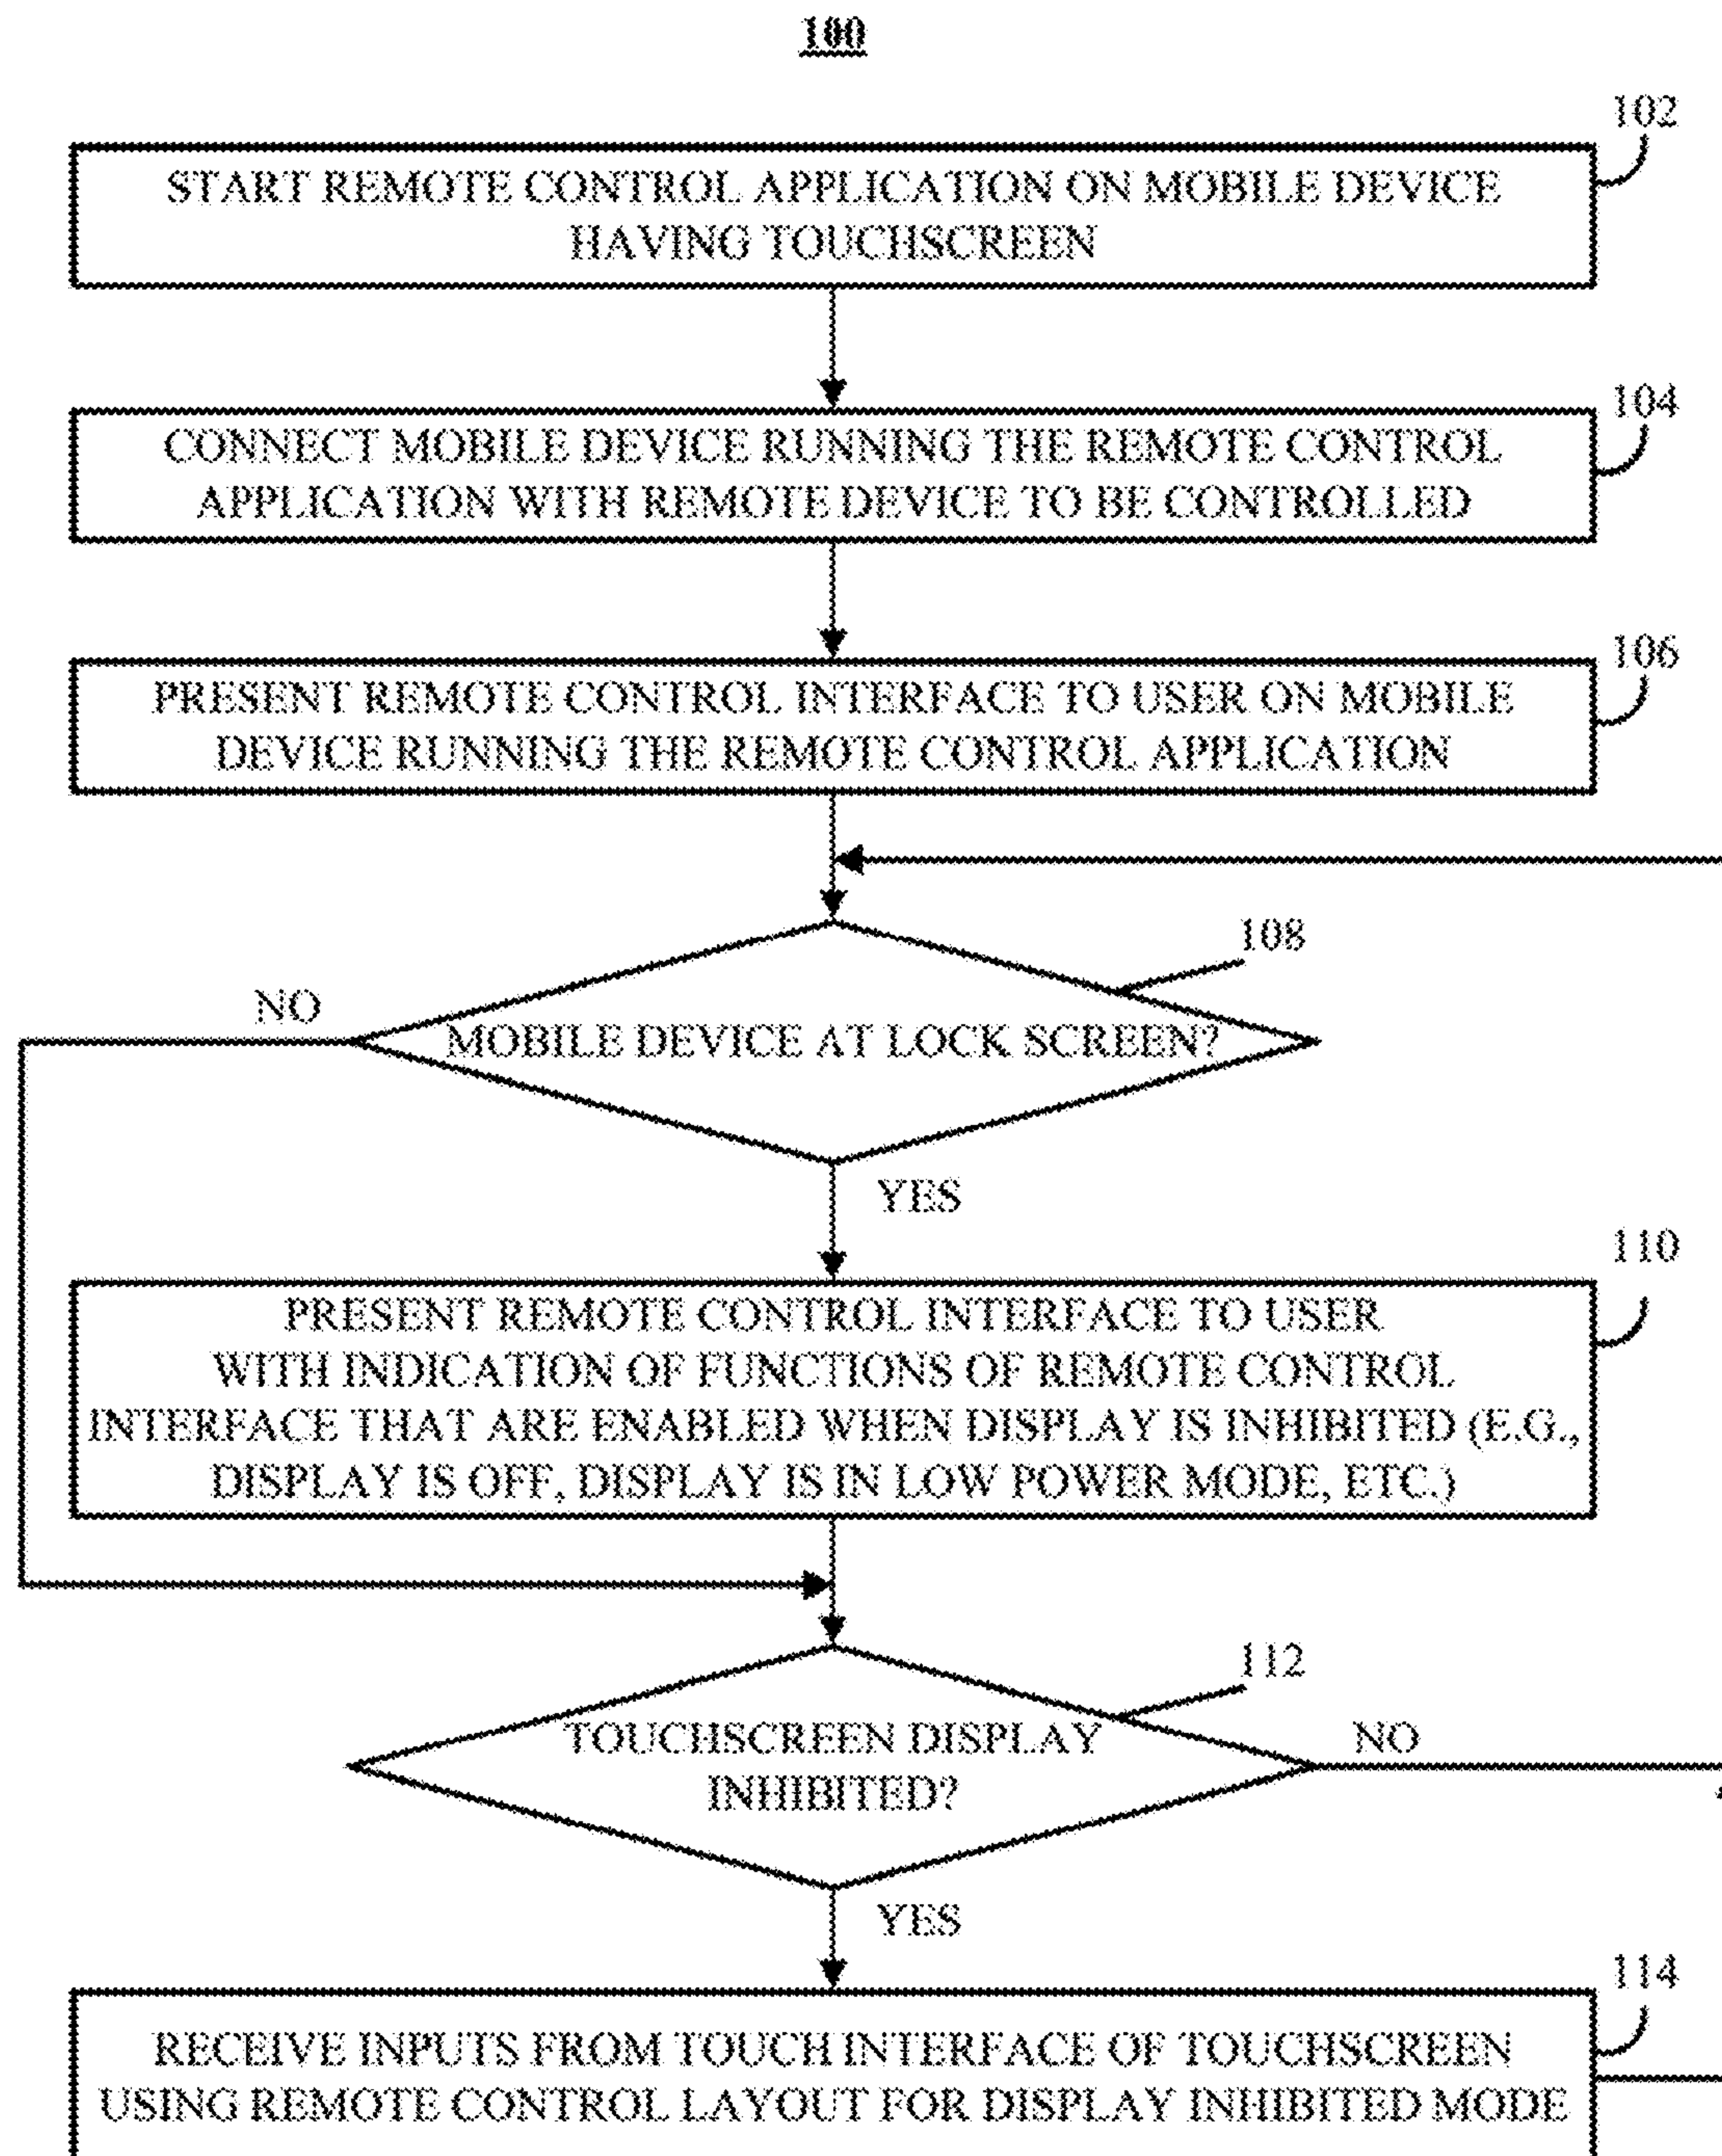 100
102
START REMOTE CONTROL APPLICATION ON MOBILE DEVICE
HAVING TOUCHSCREEN
104
CONNECT MOBILE DEVICE RUNNING THE REMOTE CONTROL
APPLICATION WITH REMOTE DEVICE TO BE CONTROLLED
106
PRESENT REMOTE CONTROL INTERFACE TO USER ON MOBILE
DEVICE RUNNING THE REMOTE CONTROL APPLICATION
108
NO
MOBILE DEVICE AT LOCK SCREEN?
YES
110
PRESENT REMOTE CONTROL INTERFACE TO USER
WITH INDICATION OF FUNCTIONS OF REMOTE CONTROL
INTERFACE THAT ARE ENABLED WHEN DISPLAY IS INHIBITED (E.G.,
DISPLAY IS OFF, DISPLAY IS IN LOW POWER MODE, ETC.)
112
TOUCHSCREEN DISPLAY
INHIBITED?
NO
YES
114
RECEIVE INPUTS FROM TOUCH INTERFACE OF TOUCHSCREEN
USING REMOTE CONTROL LAYOUT FOR DISPLAY INHIBITED MODE